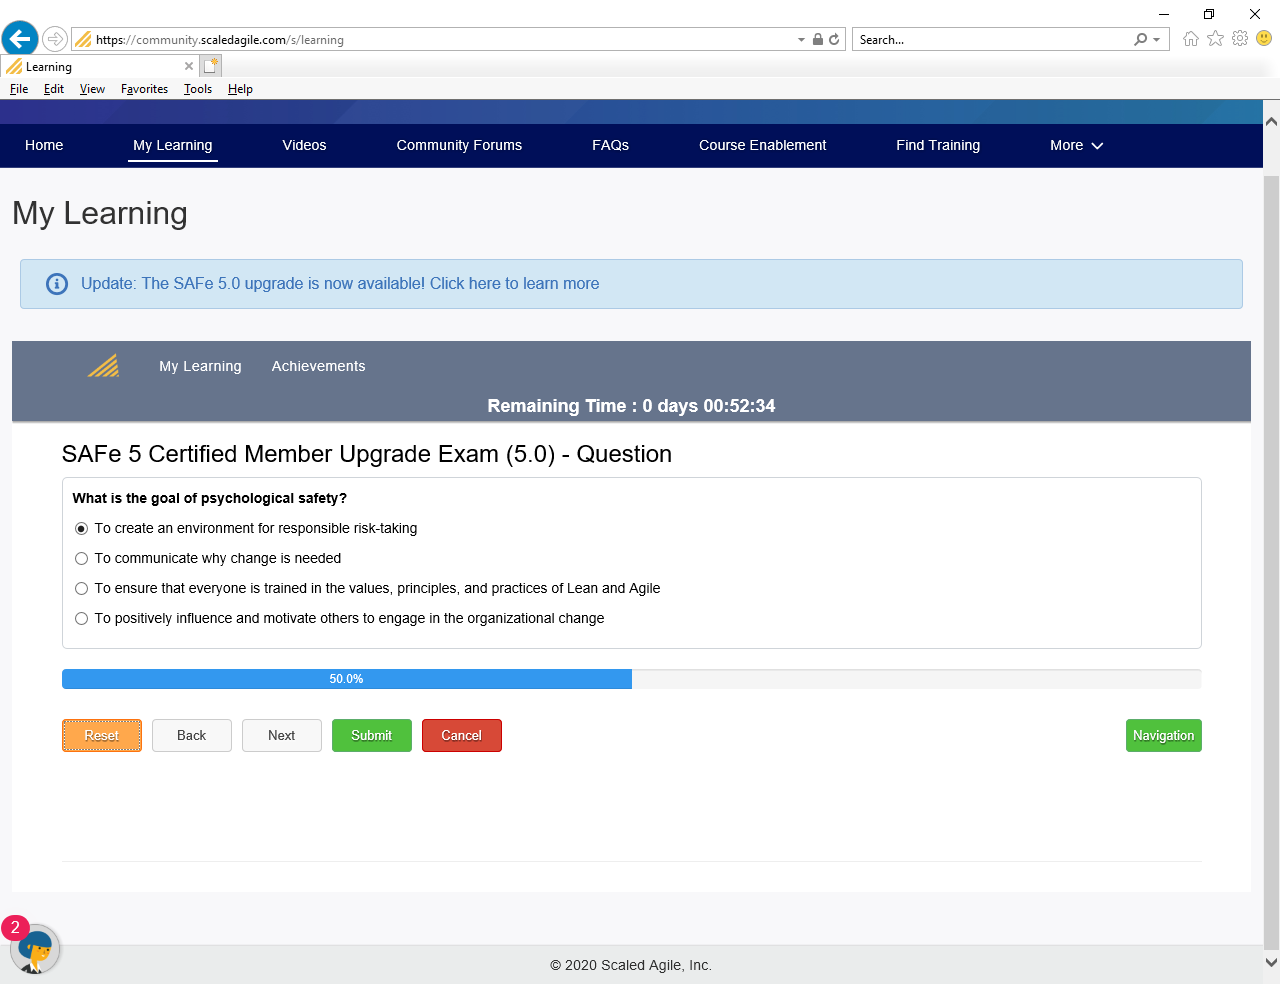 https://community.scaledagile.com/s/learning
Search...
Learning
File Edit View Favorites Tools Help
Home My Learning Videos Community Forums FAQs Course Enablement Find Training More
My Learning
Update: The SAFe 5.0 upgrade is now available! Click here to learn more
My Learning Achievements
Remaining Time : 0 days 00:52:34
SAFe 5 Certified Member Upgrade Exam (5.0) - Question
What is the goal of psychological safety?
To create an environment for responsible risk-taking
To communicate why change is needed
To ensure that everyone is trained in the values, principles, and practices of Lean and Agile
To positively influence and motivate others to engage in the organizational change
50.0%
Reset Back Next Submit Cancel Navigation
2
© 2020 Scaled Agile, Inc.